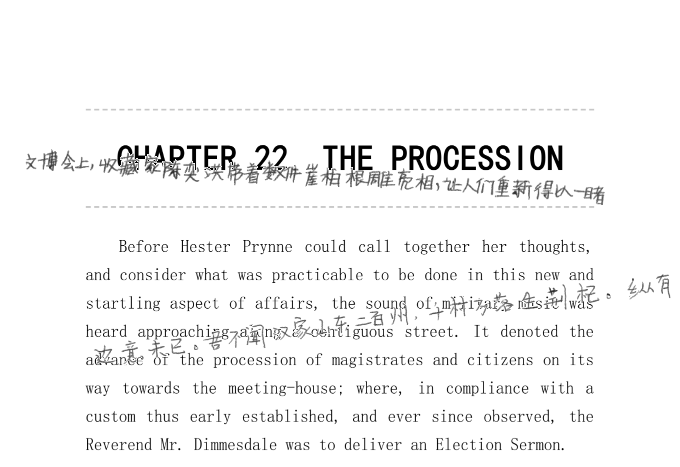 CHAPTER 22 THE PROCESSION
文博会上，收藏家陈奕洪带着数件崖柏根雕亮相，让人们重新得以一睹
Before Hester Prynne could call together her thoughts,
and consider what was practicable to be done in this new and
startling aspect of affairs, the sound of military music was
heard approaching along a contiguous street. It denoted the
advance of the procession of magistrates and citizens on its
way towards the meeting-house; where, in compliance with a
custom thus early established, and ever since observed, the
Reverend Mr. Dimmesdale was to deliver an Election Sermon.
欢意未已。君不闻汉家山东二百州，千村万落生荆杞。纵有